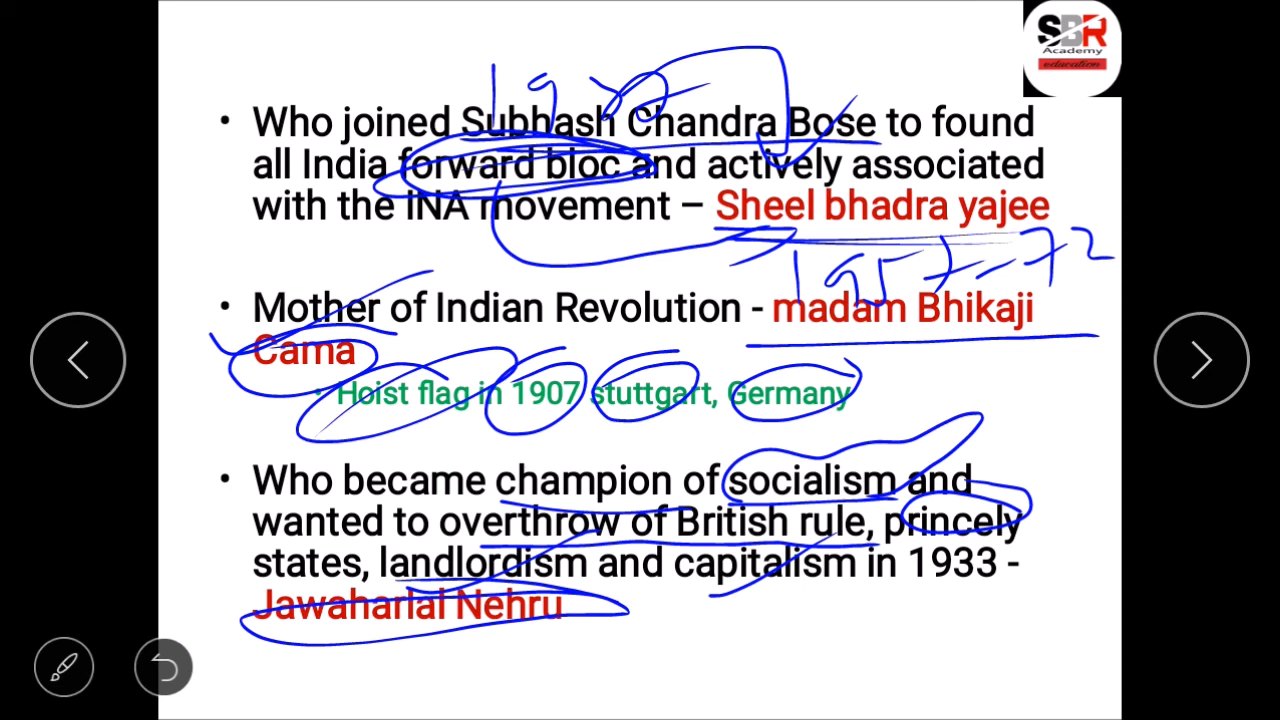 SBR
Academy
education
• Who joined Subhash Chandra Bose to found
all India forward bloc and actively associated
with the INA movement – Sheel bhadra yajee
1957-72
• Mother of Indian Revolution - madam Bhikaji
Cama
• Hoist flag in 1907 stuttgart, Germany
• Who became champion of socialism and
wanted to overthrow of British rule, princely
states, landlordism and capitalism in 1933 -
Jawaharlal Nehru